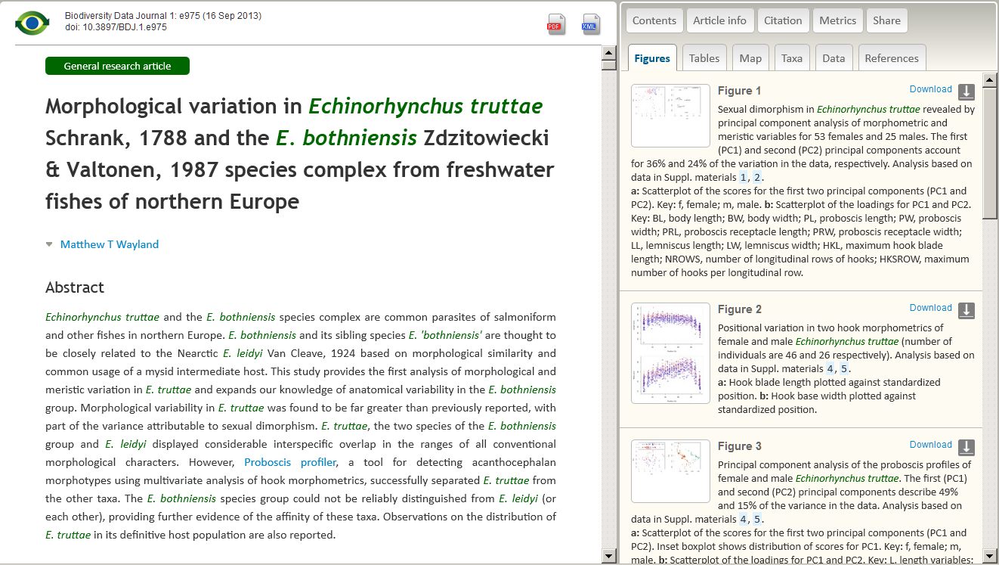 Biodiversity Data Journal 1: e975 (16 Sep 2013)
doi: 10.3897/BDJ.1.e975
PDF
XML
General research article
Morphological variation in Echinorhynchus truttae
Schrank, 1788 and the E. bothniensis Zdzitowiecki
& Valtonen, 1987 species complex from freshwater
fishes of northern Europe
Matthew T Wayland
Abstract
Echinorhynchus truttae and the E. bothniensis species complex are common parasites of salmoniform
and other fishes in northern Europe. E. bothniensis and its sibling species E. 'bothniensis' are thought to
be closely related to the Nearctic E. leidyi Van Cleave, 1924 based on morphological similarity and
common usage of a mysid intermediate host. This study provides the first analysis of morphological and
meristic variation in E. truttae and expands our knowledge of anatomical variability in the E. bothniensis
group. Morphological variability in E. truttae was found to be far greater than previously reported, with
part of the variance attributable to sexual dimorphism. E. truttae, the two species of the E. bothniensis
group and E. leidyi displayed considerable interspecific overlap in the ranges of all conventional
morphological characters. However, Proboscis profiler, a tool for detecting acanthocephalan
morphotypes using multivariate analysis of hook morphometrics, successfully separated E. truttae from
the other taxa. The E. bothniensis species group could not be reliably distinguished from E. leidyi (or
each other), providing further evidence of the affinity of these taxa. Observations on the distribution of
E. truttae in its definitive host population are also reported.
Contents Article info Citation Metrics Share
Figures Tables Map Taxa Data References
Figure 1 Download
Sexual dimorphism in Echinorhynchus truttae revealed by
principal component analysis of morphometric and
meristic variables for 53 females and 25 males. The first
(PC1) and second (PC2) principal components account
for 36% and 24% of the variation in the data, respectively. Analysis based on
data in Suppl. materials 1, 2.
a: Scatterplot of the scores for the first two principal components (PC1 and
PC2). Key: f, female; m, male. b: Scatterplot of the loadings for PC1 and PC2.
Key: BL, body length; BW, body width; PL, proboscis length; PW, proboscis
width; PRL, proboscis receptacle length; PRW, proboscis receptacle width;
LL, lemniscus length; LW, lemniscus width; HKL, maximum hook blade
length; NROWS, number of longitudinal rows of hooks; HKSROW, maximum
number of hooks per longitudinal row.
Figure 2 Download
Positional variation in two hook morphometrics of
female and male Echinorhynchus truttae (number of
individuals are 46 and 26 respectively). Analysis based on
data in Suppl. materials 4, 5.
a: Hook blade length plotted against standardized
position. b: Hook base width plotted against
standardized position.
Figure 3 Download
Principal component analysis of the proboscis profiles of
female and male Echinorhynchus truttae. The first (PC1)
and second (PC2) principal components describe 49%
and 15% of the variance in the data. Analysis based on
data in Suppl. materials 4, 5.
a: Scatterplot of the scores for the first two principal components (PC1 and
PC2). Inset boxplot shows distribution of scores for PC1. Key: f, female; m,
male. b: Scatterplot of the loadings for PC1 and PC2. Key: L, length variables;